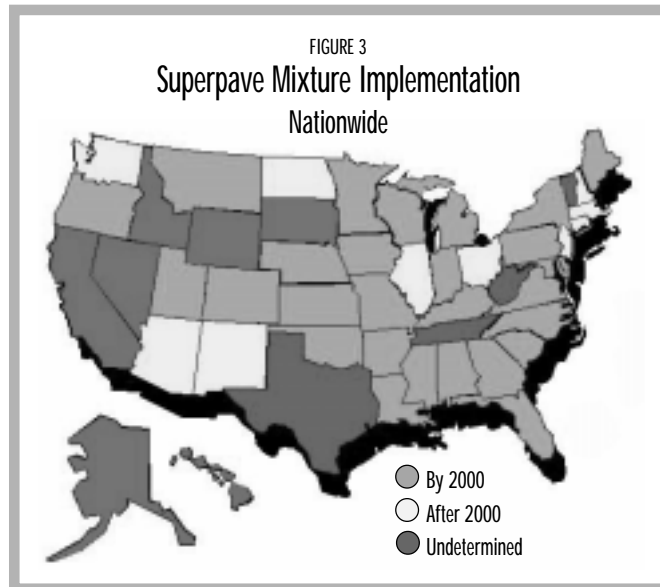 FIGURE 3
Superpave Mixture Implementation
Nationwide
By 2000
After 2000
Undetermined